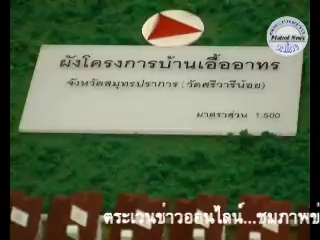 Patrol News
ผังโครงการบ้านเอื้ออาทร
จังหวัดสมุทรปราการ (วัดศรีวารีน้อย)
มาตราส่วน 1:500
ตระเวนข่าวออนไลน์...ชมภาพข่